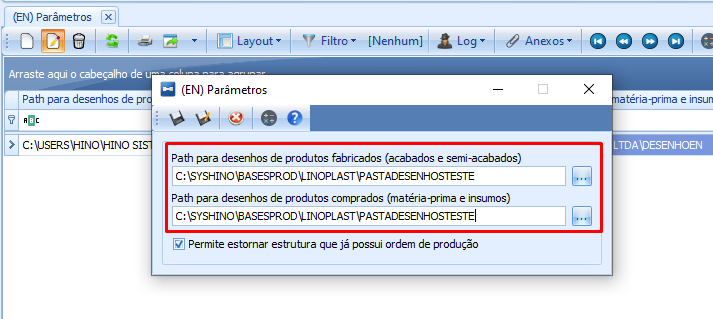 (EN) Parâmetros
Layout Filtro [Nenhum] Log Anexos
Arraste aqui o cabeçalho de uma coluna para agrupar
Path para desenhos de pro
matéria-prima e insumo
ABC
C:\USERS\HINO\HINO SIST
LTDA\DESENHOEN
(EN) Parâmetros
Path para desenhos de produtos fabricados (acabados e semi-acabados)
C:\SYSHINO\BASESPROD\LINOPLAST\PASTADESENHOSTESTE
...
Path para desenhos de produtos comprados (matéria-prima e insumos)
C:\SYSHINO\BASESPROD\LINOPLAST\PASTADESENHOSTESTE
...
Permite estornar estrutura que já possui ordem de produção